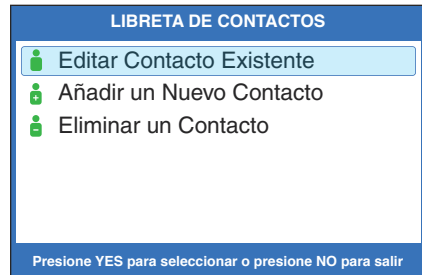 LIBRETA DE CONTACTOS
Editar Contacto Existente
Añadir un Nuevo Contacto
Eliminar un Contacto
Presione YES para seleccionar o presione NO para salir